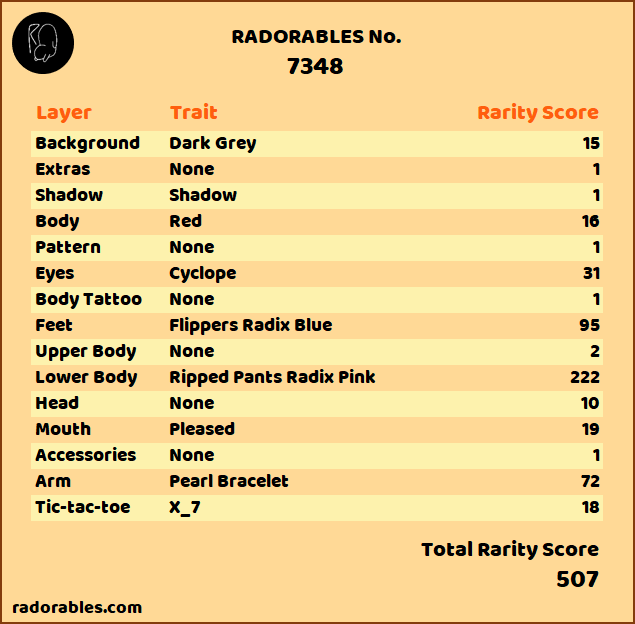 RADORABLES No.
7348
Layer Trait Rarity Score
Background Dark Grey 15
Extras None 1
Shadow Shadow 1
Body Red 16
Pattern None 1
Eyes Cyclope 31
Body Tattoo None 1
Feet Flippers Radix Blue 95
Upper Body None 2
Lower Body Ripped Pants Radix Pink 222
Head None 10
Mouth Pleased 19
Accessories None 1
Arm Pearl Bracelet 72
Tic-tac-toe X_7 18
Total Rarity Score
507
radorables.com